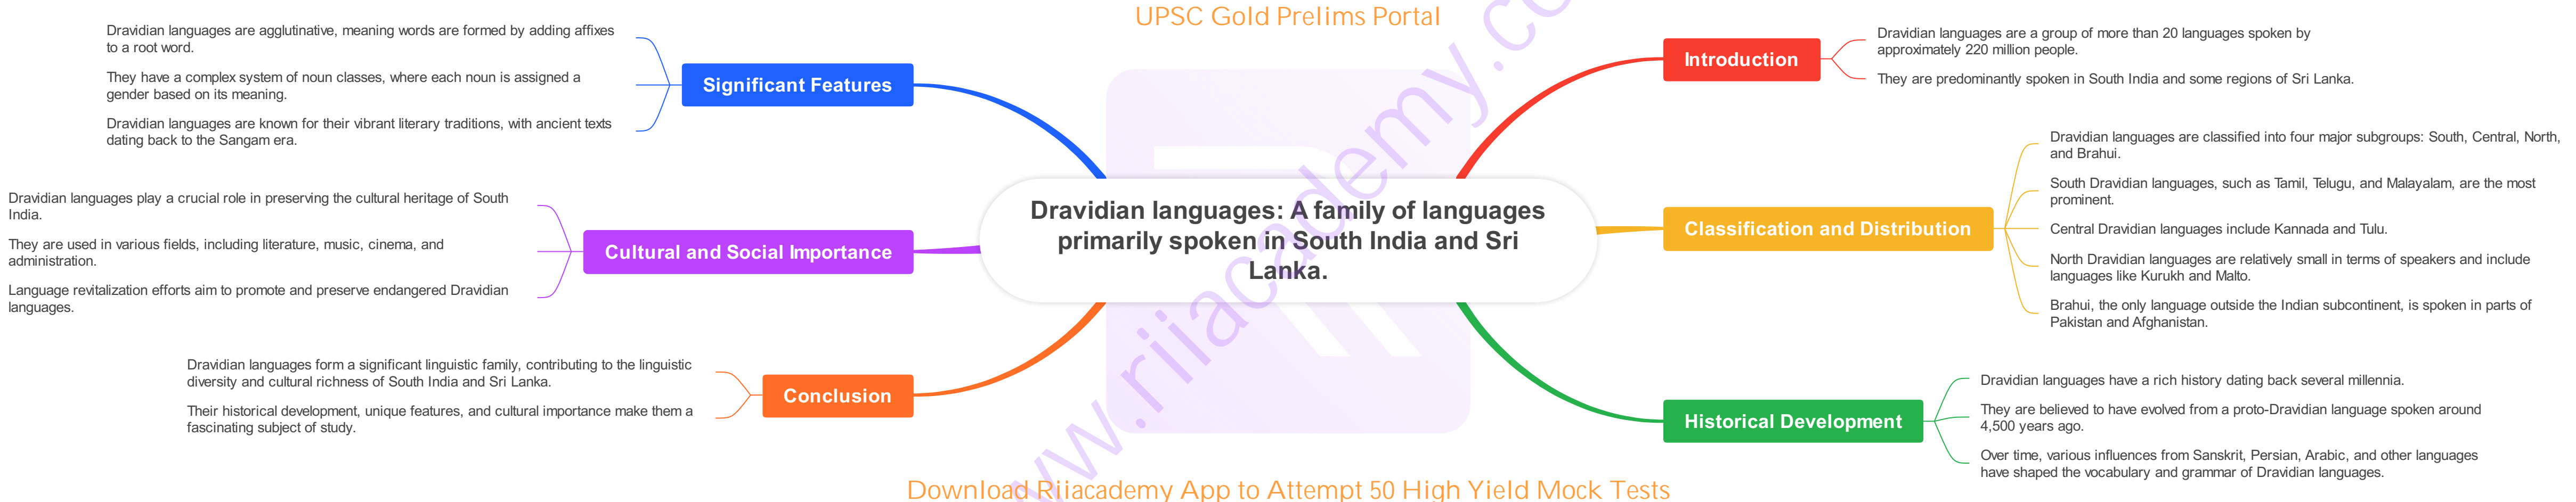 UPSC Gold Prelims Portal
Dravidian languages: A family of languages
primarily spoken in South India and Sri
Lanka.
Introduction
Dravidian languages are a group of more than 20 languages spoken by
approximately 220 million people.
They are predominantly spoken in South India and some regions of Sri Lanka.
Classification and Distribution
Dravidian languages are classified into four major subgroups: South, Central, North,
and Brahui.
South Dravidian languages, such as Tamil, Telugu, and Malayalam, are the most
prominent.
Central Dravidian languages include Kannada and Tulu.
North Dravidian languages are relatively small in terms of speakers and include
languages like Kurukh and Malto.
Brahui, the only language outside the Indian subcontinent, is spoken in parts of
Pakistan and Afghanistan.
Historical Development
Dravidian languages have a rich history dating back several millennia.
They are believed to have evolved from a proto-Dravidian language spoken around
4,500 years ago.
Over time, various influences from Sanskrit, Persian, Arabic, and other languages
have shaped the vocabulary and grammar of Dravidian languages.
Significant Features
Dravidian languages are agglutinative, meaning words are formed by adding affixes
to a root word.
They have a complex system of noun classes, where each noun is assigned a
gender based on its meaning.
Dravidian languages are known for their vibrant literary traditions, with ancient texts
dating back to the Sangam era.
Cultural and Social Importance
Dravidian languages play a crucial role in preserving the cultural heritage of South
India.
They are used in various fields, including literature, music, cinema, and
administration.
Language revitalization efforts aim to promote and preserve endangered Dravidian
languages.
Conclusion
Dravidian languages form a significant linguistic family, contributing to the linguistic
diversity and cultural richness of South India and Sri Lanka.
Their historical development, unique features, and cultural importance make them a
fascinating subject of study.
www.riiacademy.co
Download Riiacademy App to Attempt 50 High Yield Mock Tests